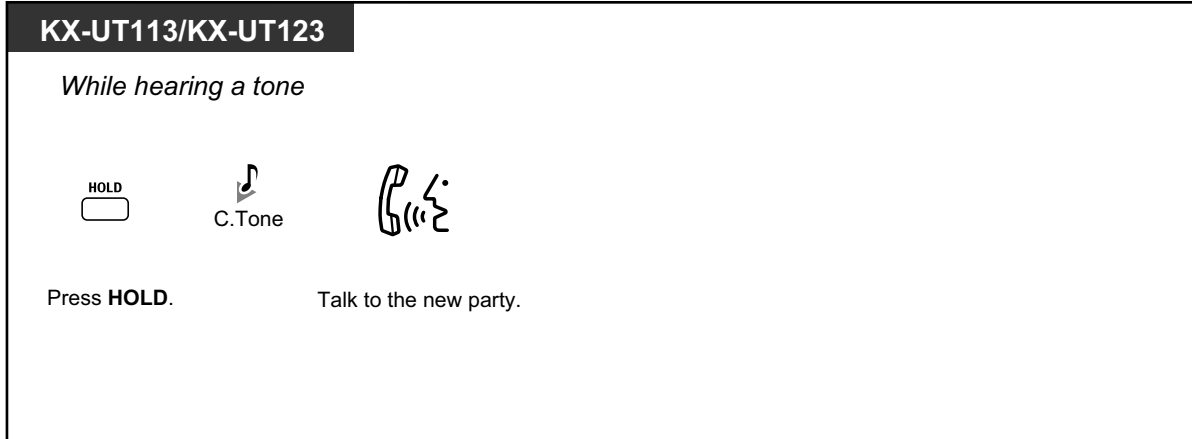 KX-UT113/KX-UT123
While hearing a tone
HOLD
C.Tone
Press HOLD.
Talk to the new party.